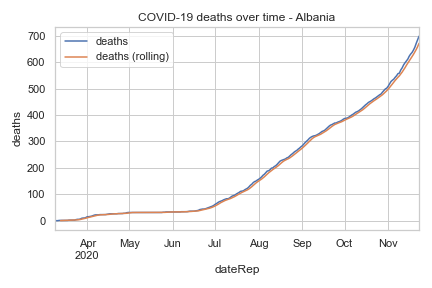 COVID-19 deaths over time - Albania
deaths
deaths (rolling)
700
600
500
400
300
200
100
0
deaths
Apr May Jun Jul Aug Sep Oct Nov
2020
dateRep